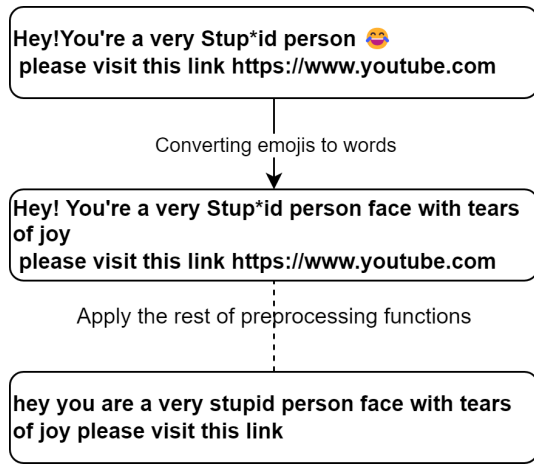 Hey!You're a very Stup*id person 😂
please visit this link https://www.youtube.com
Converting emojis to words
Hey! You're a very Stup*id person face with tears
of joy
please visit this link https://www.youtube.com
Apply the rest of preprocessing functions
hey you are a very stupid person face with tears
of joy please visit this link